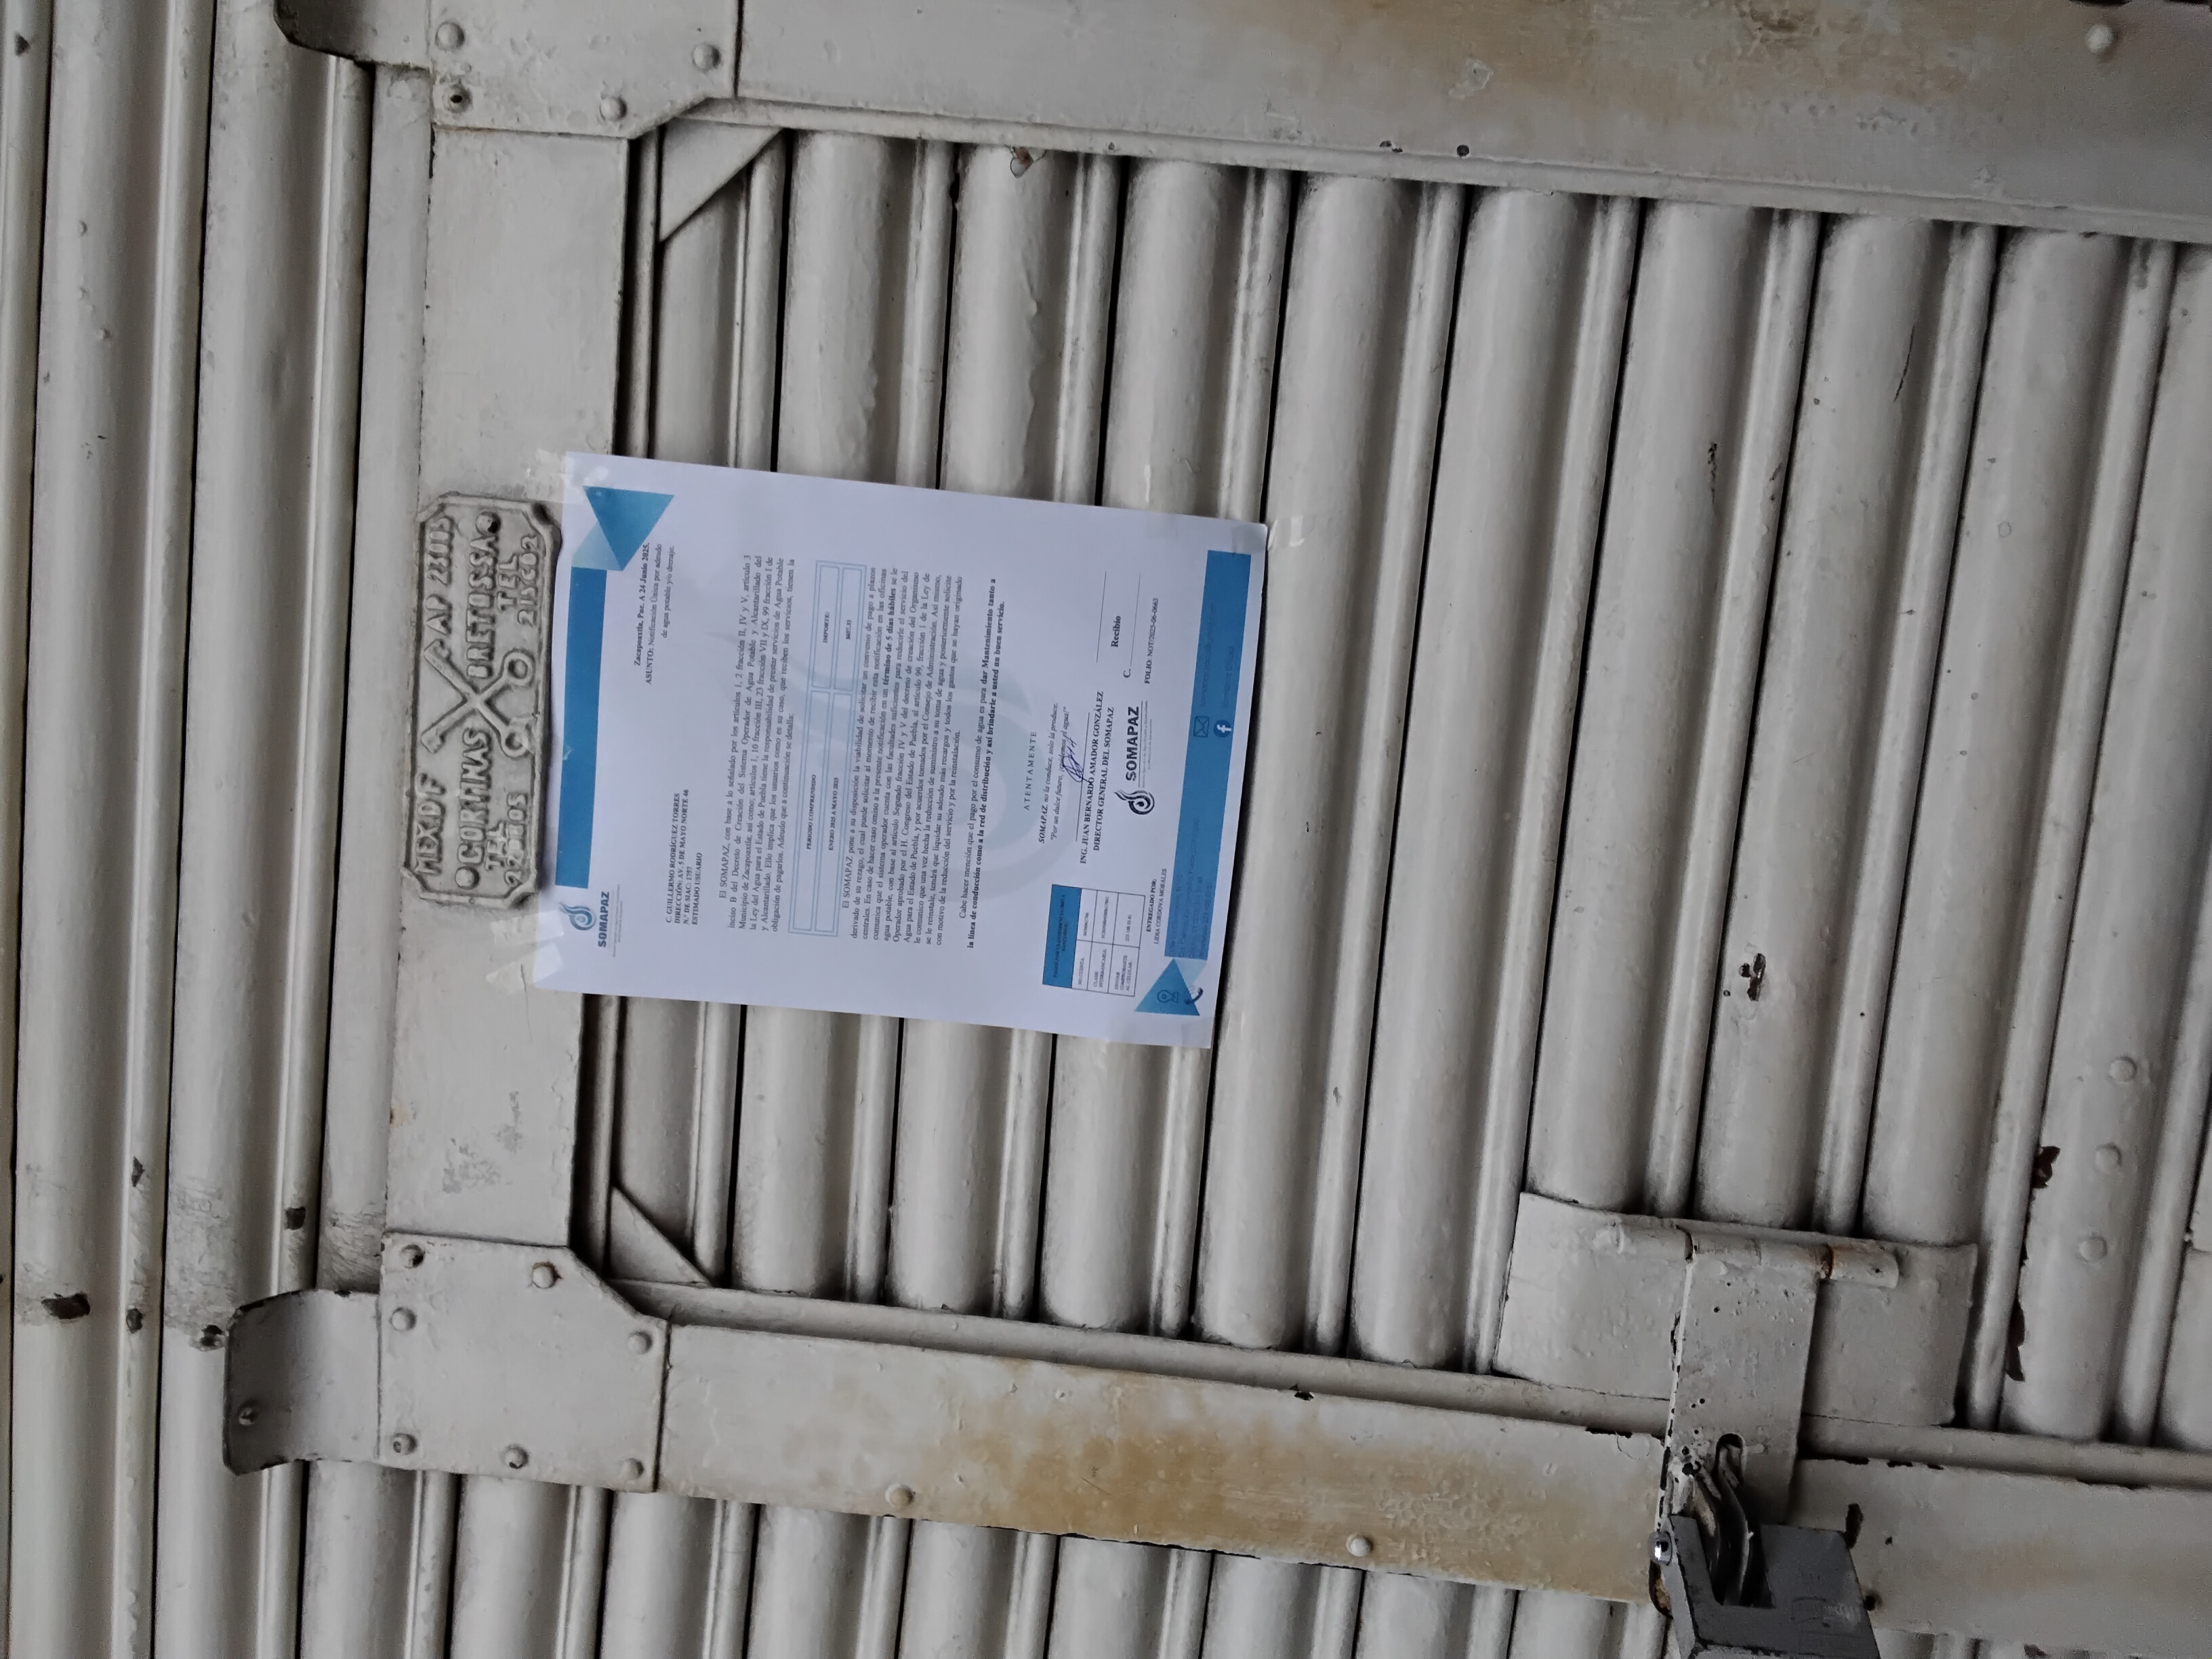 MEX.D F AP 23115
CORTINAS BRETOS.SA
TEL TEL
SOMAPAZ
Zacapoaxtla, Pue. A 24 Junio 2025.
ASUNTO: Notificación Única por adeudo
de agua potable y/o drenaje.
C. GUILLERMO RODRÍGUEZ TORRES
DIRECCIÓN: AV. 5 DE MAYO NORTE 46
N.° DE SIAC: 1757
ESTIMADO USUARIO
El SOMAPAZ, con base a lo señalado por los artículos 1, 2 fracción II, IV y V, artículo 3
inciso B del Decreto de Creación del Sistema Operador de Agua Potable y Alcantarillado del
Municipio de Zacapoaxtla; así como; artículos 1, 10 fracción III, 23 fracción VII y IX, 99 fracción I de
la Ley del Agua para el Estado de Puebla tiene la responsabilidad de prestar servicios de Agua Potable
y Alcantarillado. Ello implica que los usuarios como es su caso, que reciben los servicios, tienen la
obligación de pagarlos. Adeudo que a continuación se detalla:
PERIODO COMPRENDIDO IMPORTE:
ENERO 2025 A MAYO 2025
El SOMAPAZ pone a su disposición la viabilidad de solicitar un convenio de pago a plazos
derivado de su rezago, el cual puede solicitar al momento de recibir esta notificación en las oficinas
centrales. En caso de hacer caso omiso a la presente notificación en un término de 5 días hábiles se le
comunica que el sistema operador cuenta con las facultades suficientes para reducirle el servicio del
agua potable, con base al artículo Segundo fracción IV y V del decreto de creación del Organismo
Operador aprobado por el H. Congreso del Estado de Puebla, al artículo 99, fracción I de la Ley de
Agua para el Estado de Puebla, y por acuerdos tomados por el Consejo de Administración. Así mismo,
le comunico que una vez hecha la reducción de suministro a su toma de agua y posteriormente solicite
se le reinstale, tendrá que liquidar su adeudo más recargos y todos los gastos que se hayan originado
con motivo de la reducción del servicio y por la reinstalación.
Cabe hacer mención que el pago por el consumo de agua es para dar Mantenimiento tanto a
la línea de conducción como a la red de distribución y así brindarle a usted un buen servicio.
ATENTAMENTE
SOMAPAZ, no la conduce, solo la produce.
"Por un dulce futuro, ¡cuidemos el agua!"
ING. JUAN BERNARDO AMADOR GONZÁLEZ
DIRECTOR GENERAL DEL SOMAPAZ
SOMAPAZ
Recibio
C.
FOLIO: NOT/2025-06-0663
NO.CUENTA:
CLAVE
INTERBANCARIA:
ENVIAR
COMPROBANTE
AL CELULAR:
ENTREGADO POR:
LIDIA CORDOVA MORALES